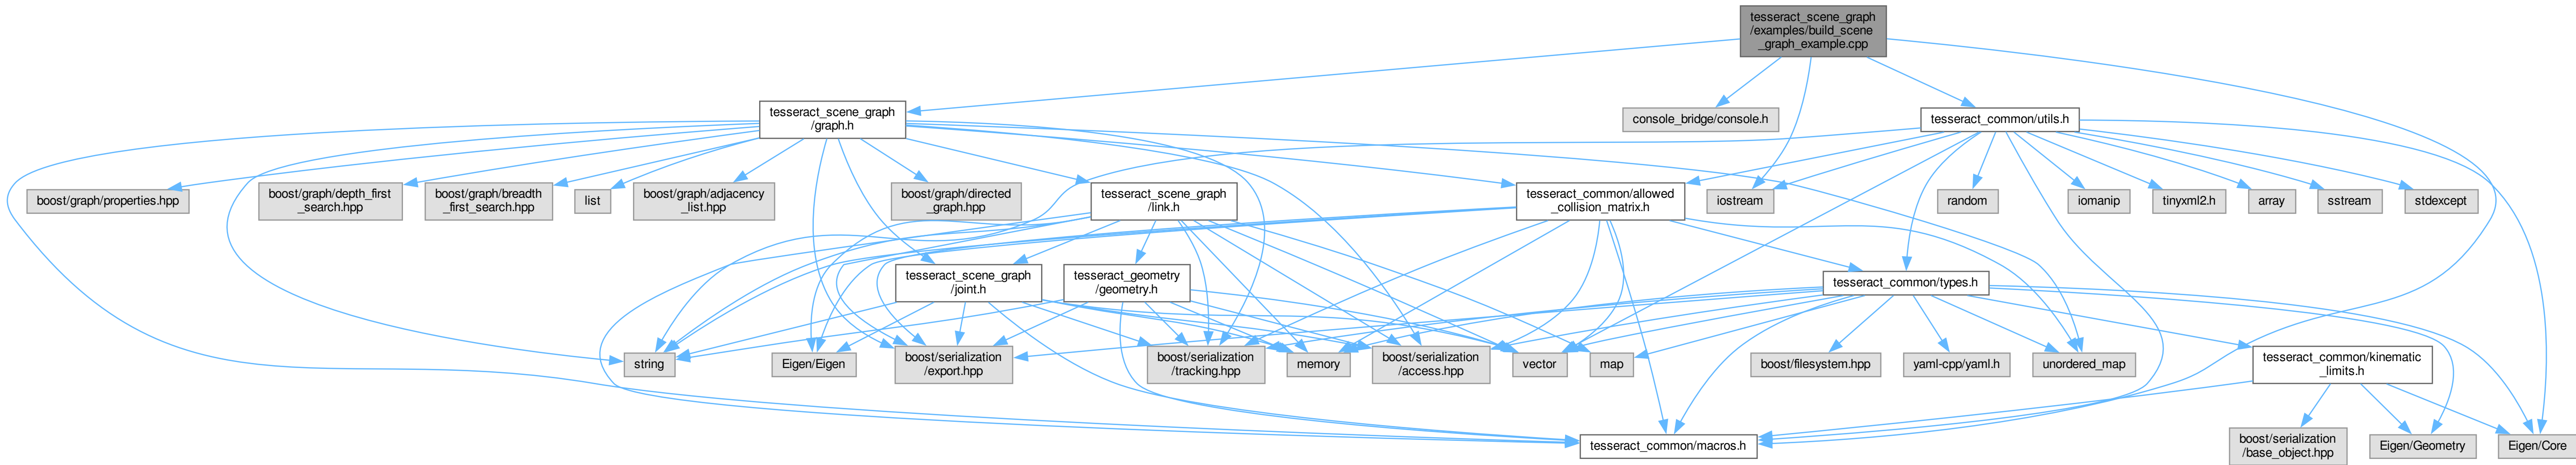 tesseract_scene_graph
/examples/build_scene
_graph_example.cpp
tesseract_scene_graph
/graph.h
console_bridge/console.h
tesseract_common/utils.h
boost/graph/properties.hpp
boost/graph/depth_first
_search.hpp
boost/graph/breadth
_first_search.hpp
list
boost/graph/adjacency
_list.hpp
boost/graph/directed
_graph.hpp
tesseract_scene_graph
/link.h
tesseract_common/allowed
_collision_matrix.h
iostream
random
iomanip
tinyxml2.h
array
sstream
stdexcept
tesseract_scene_graph
/joint.h
tesseract_geometry
/geometry.h
tesseract_common/types.h
string
Eigen/Eigen
boost/serialization
/export.hpp
boost/serialization
/tracking.hpp
memory
boost/serialization
/access.hpp
vector
map
boost/filesystem.hpp
yaml-cpp/yaml.h
unordered_map
tesseract_common/kinematic
_limits.h
tesseract_common/macros.h
boost/serialization
/base_object.hpp
Eigen/Geometry
Eigen/Core